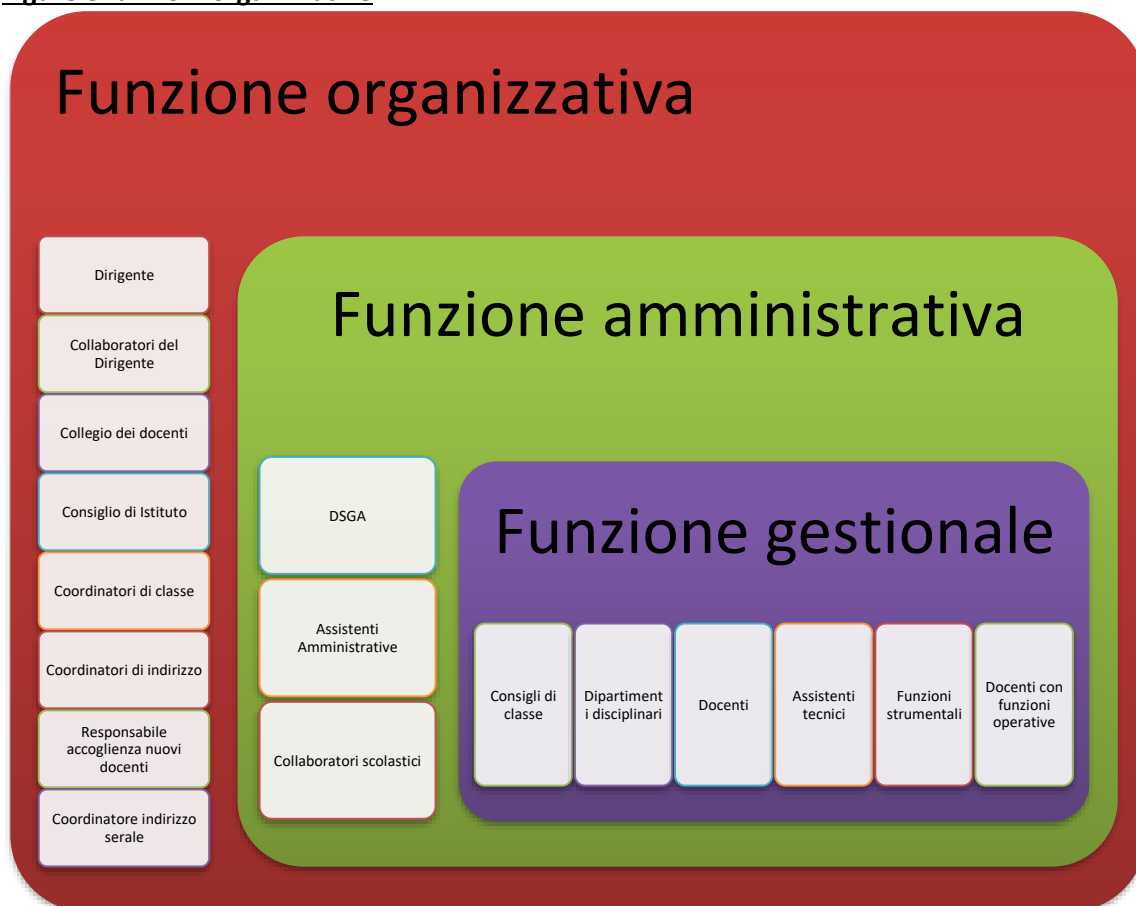 Funzione organizzativa
Dirigente
Collaboratori del
Dirigente
Collegio dei docenti
Consiglio di Istituto
Coordinatori di classe
Coordinatori di indirizzo
Responsabile
accoglienza nuovi
docenti
Coordinatore indirizzo
serale
Funzione amministrativa
DSGA
Assistenti
Amministrative
Collaboratori scolastici
Funzione gestionale
Consigli di
classe
Dipartiment
i disciplinari
Docenti
Assistenti
tecnici
Funzioni
strumentali
Docenti con
funzioni
operative